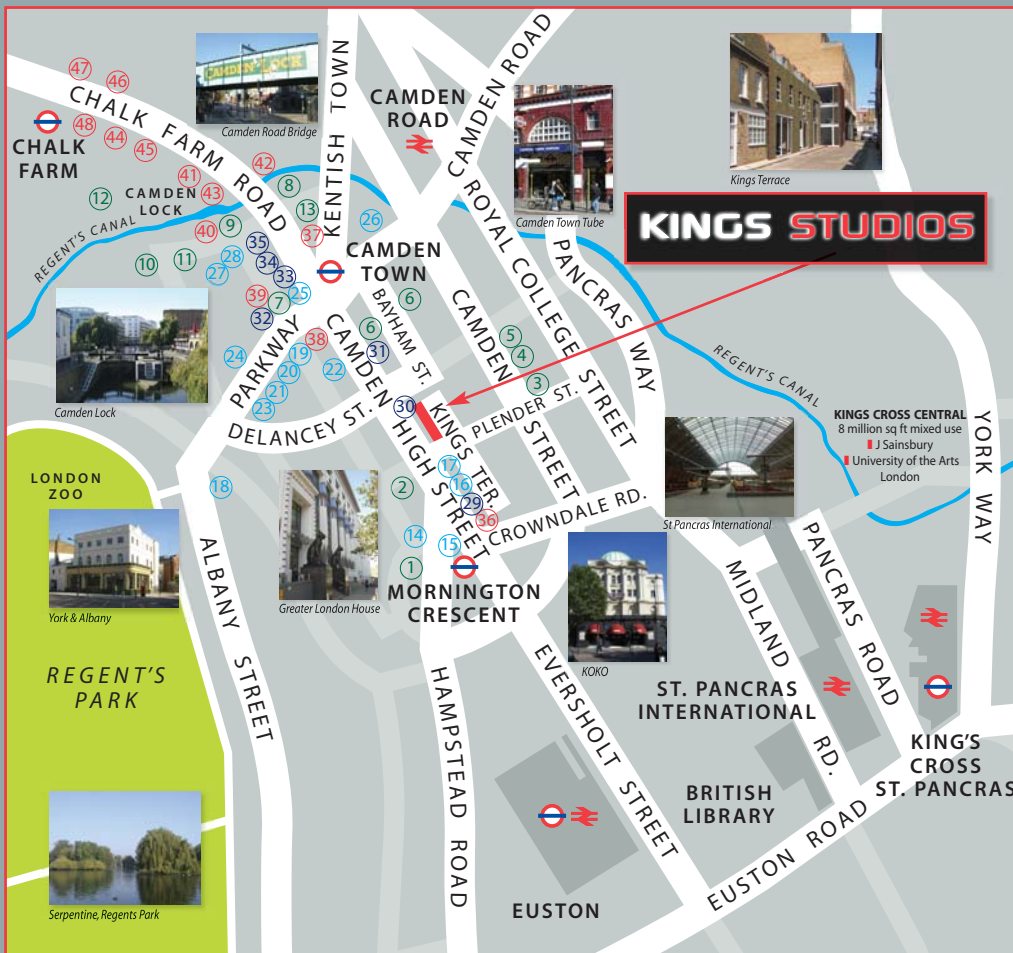 47
46
CHALK FARM ROAD
48
44
45
CHALK
FARM
CAMDEN LOCK
Camden Road Bridge
KENTISH TOWN
CAMDEN
ROAD
CAMDEN ROAD
Camden Town Tube
Kings Terrace
KINGS STUDIOS
12
CAMDEN
LOCK
41
43
42
8
13
REGENT'S CANAL
40
9
37
26
10
11
35
28
34
27
33
CAMDEN
TOWN
39
7
25
32
ROYAL COLLEGE STREET
PANCRAS WAY
BAYHAM ST.
6
6
CAMDEN STREET
5
4
3
38
31
24
19
20
22
21
23
PARKWAY
Camden Lock
CAMDEN HIGH STREET
30
KINGS TER.
PLENDER ST.
DELANCEY ST.
REGENT'S CANAL
KINGS CROSS CENTRAL
8 million sq ft mixed use
J Sainsbury
University of the Arts
London
YORK WAY
LONDON
ZOO
18
17
16
2
29
36
14
15
1
CROWNDALE RD.
St Pancras International
York & Albany
Greater London House
MORNINGTON
CRESCENT
KOKO
ALBANY STREET
REGENT'S
PARK
MIDLAND RD.
PANCRAS ROAD
HAMPSTEAD ROAD
EVERSHOLT STREET
ST. PANCRAS
INTERNATIONAL
KING'S
CROSS
ST. PANCRAS
BRITISH
LIBRARY
EUSTON ROAD
EUSTON
Serpentine, Regents Park